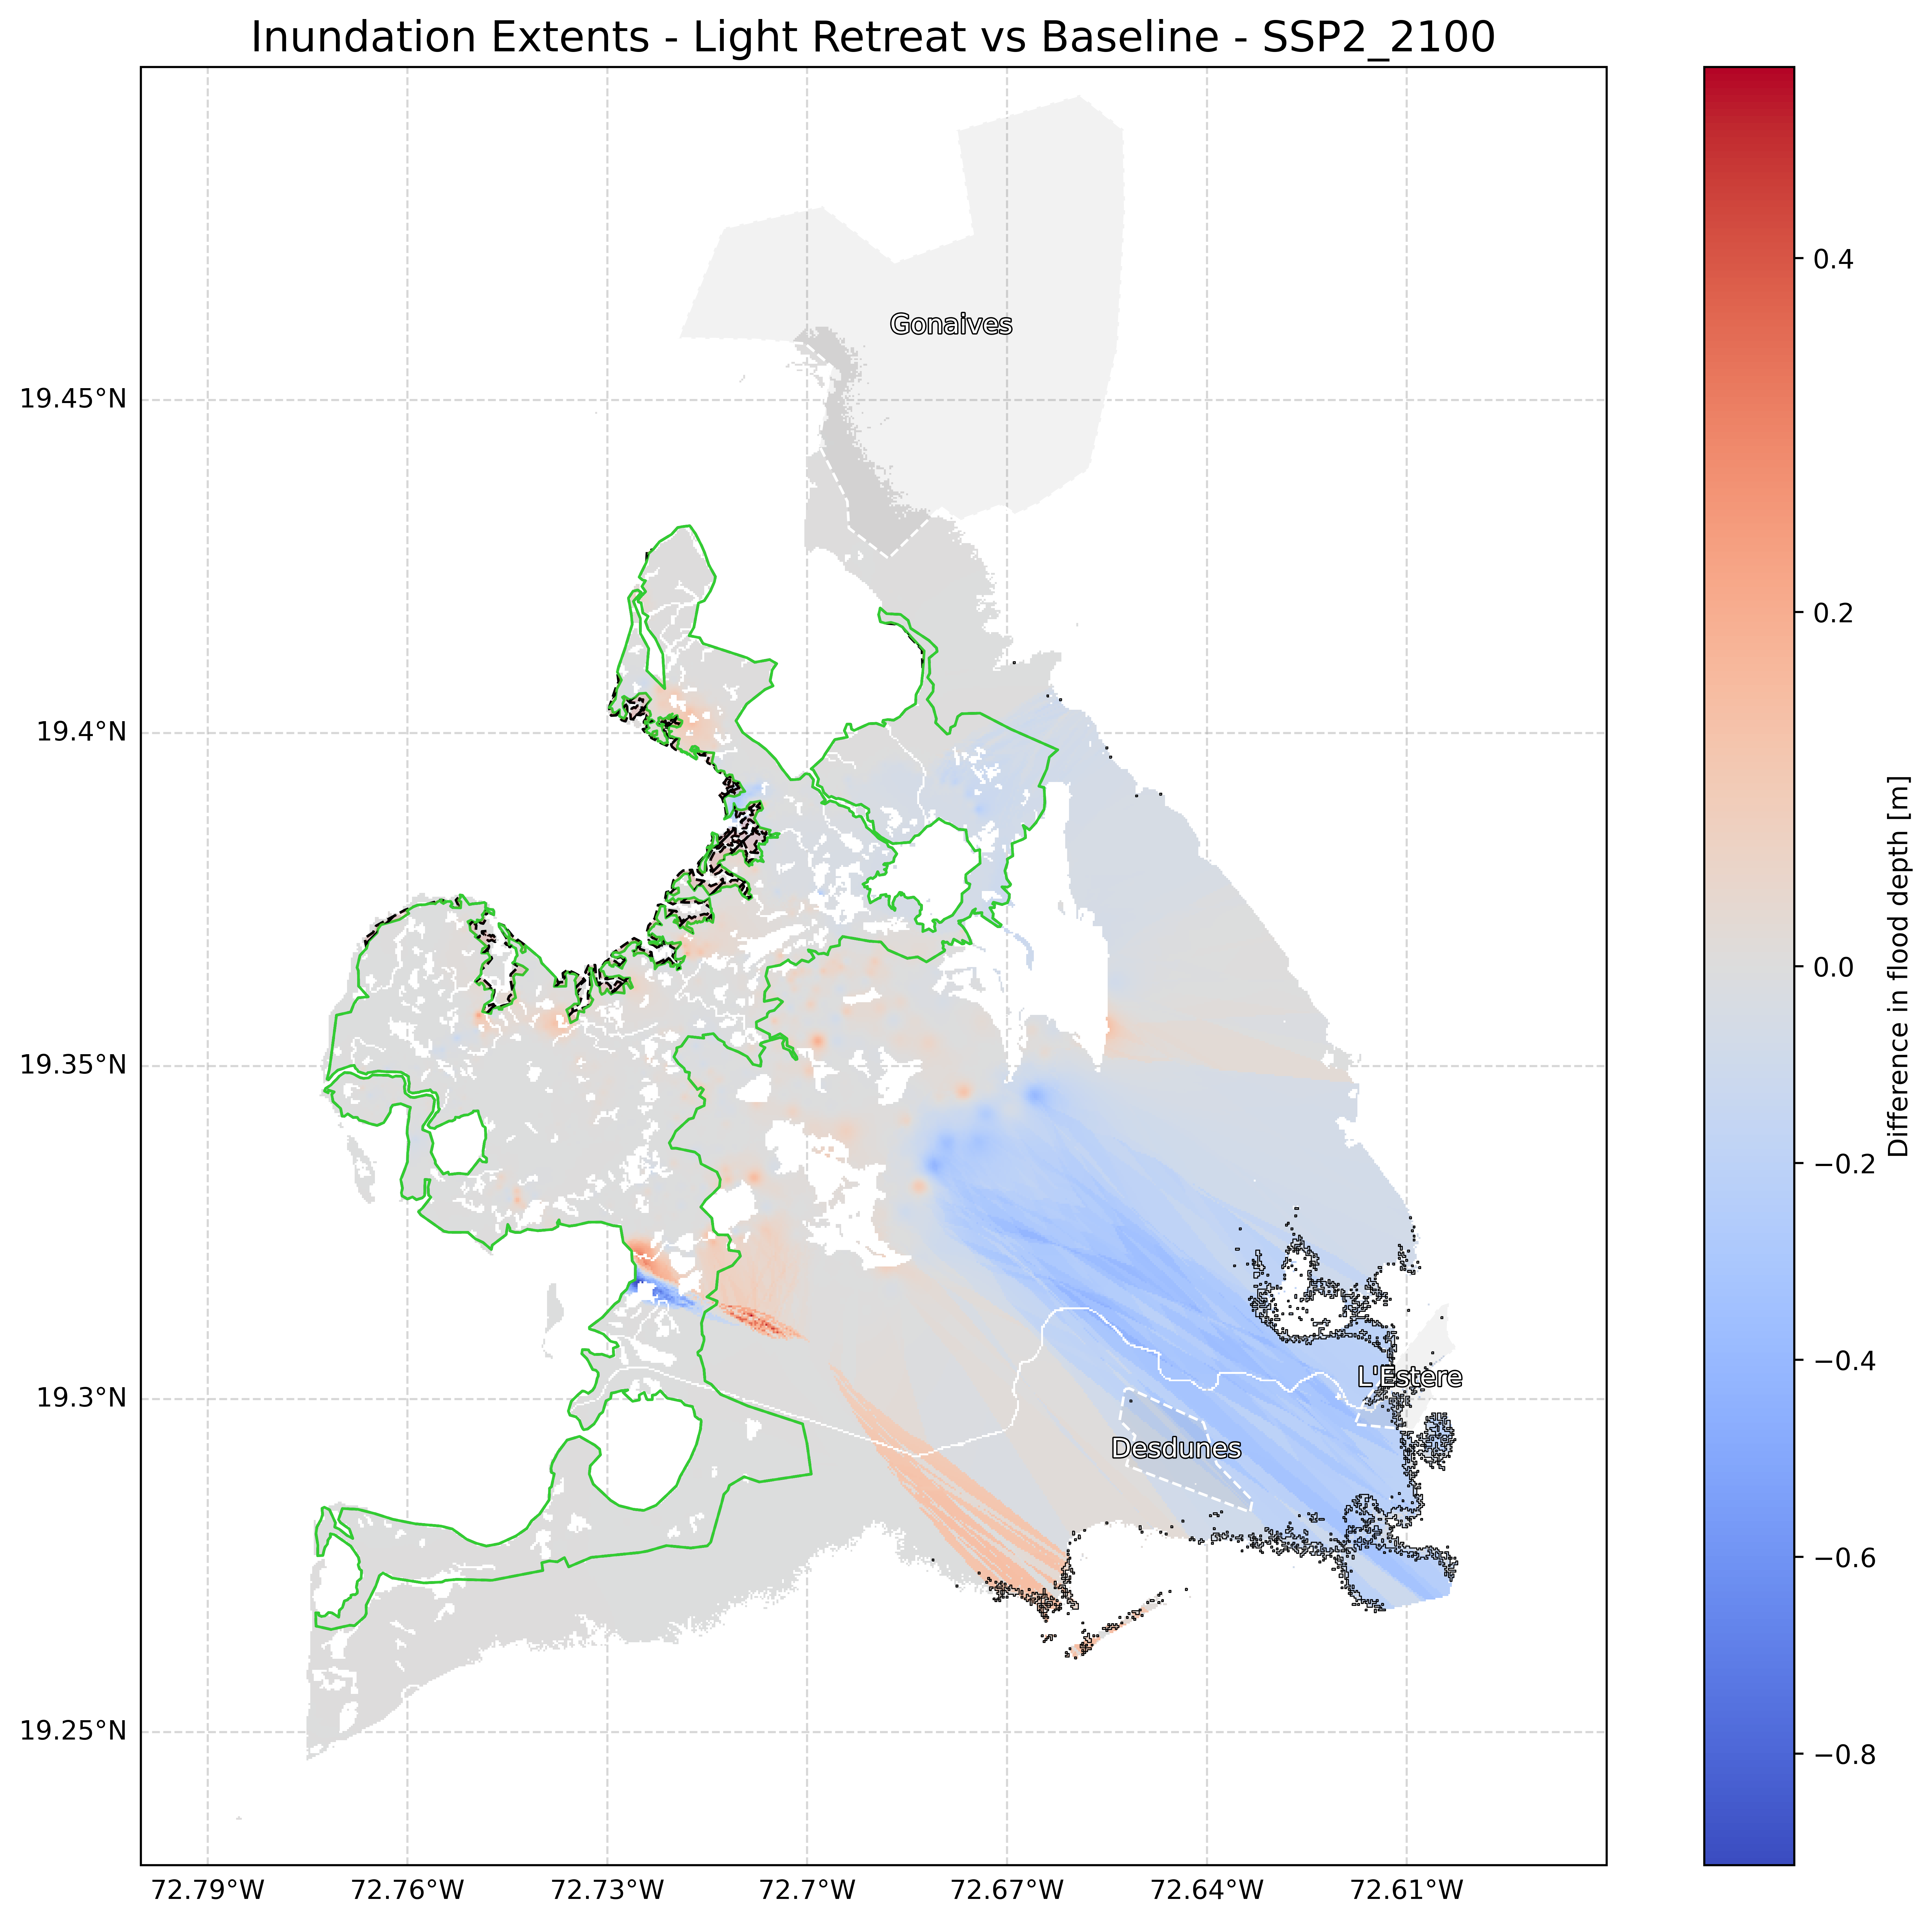 Inundation Extents - Light Retreat vs Baseline - SSP2_2100
Gonaives
19.45°N
19.4°N
19.35°N
19.3°N
19.25°N
L'Estere
Desdunes
72.79°W
72.76°W
72.73°W
72.7°W
72.67°W
72.64°W
72.61°W
0.4
0.2
0.0
−0.2
−0.4
−0.6
−0.8
Difference in flood depth [m]